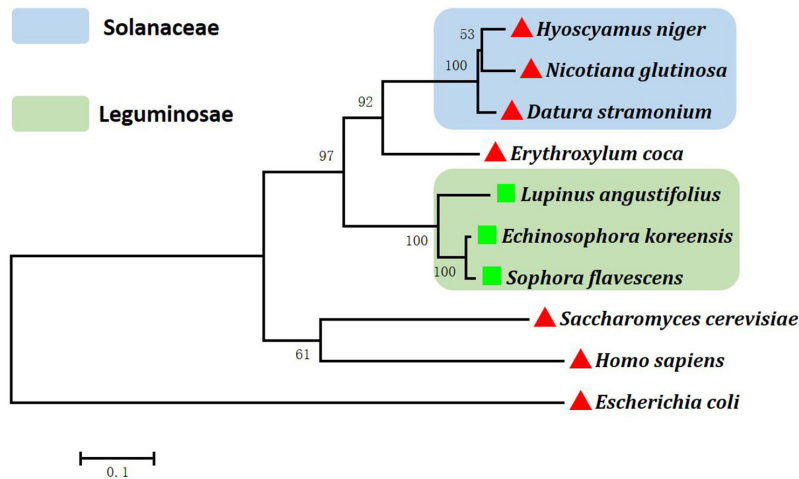 Solanaceae
Leguminosae
53
Hyoscyamus niger
100
Nicotiana glutinosa
92
Datura stramonium
97
Erythroxylum coca
Lupinus angustifolius
100
Echinosophora koreensis
100
Sophora flavescens
Saccharomyces cerevisiae
61
Homo sapiens
Escherichia coli
0.1